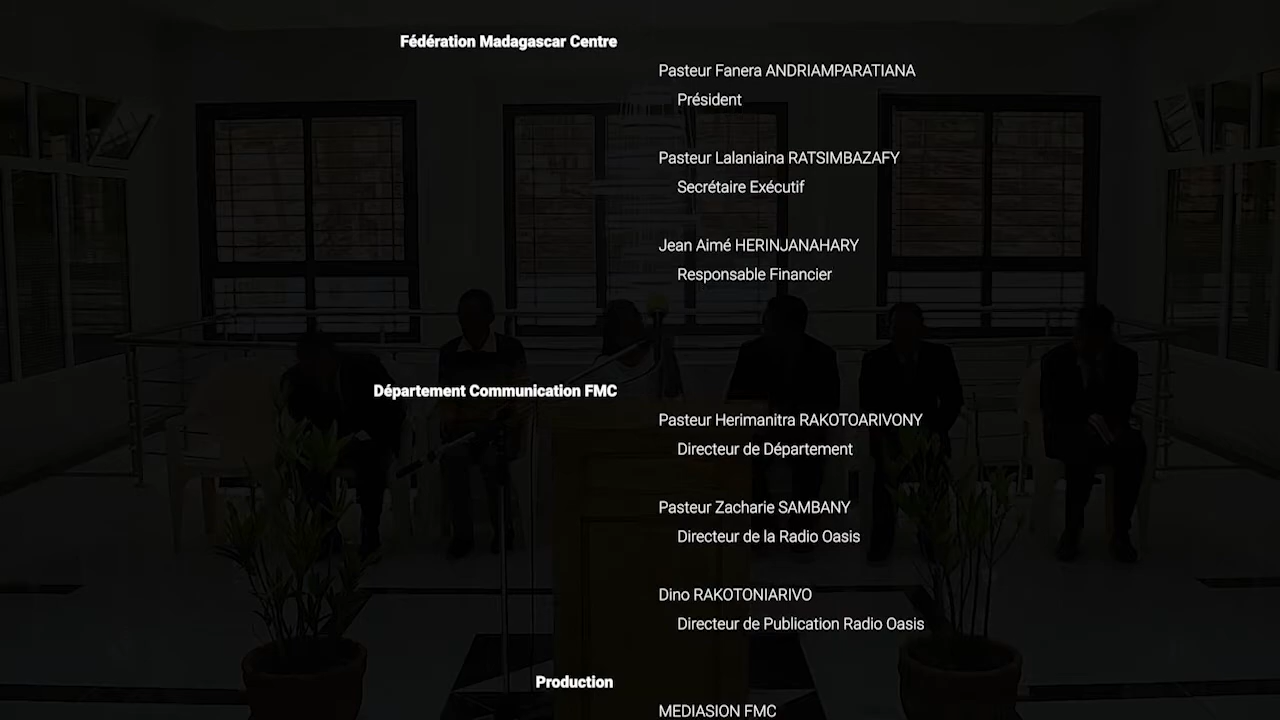 Fédération Madagascar Centre
Pasteur Fanera ANDRIAMPARATIANA
Président
Pasteur Lalaniaina RATSIMBAZAFY
Secrétaire Exécutif
Jean Aimé HERINJANAHARY
Responsable Financier
Département Communication FMC
Pasteur Herimanitra RAKOTOARIVONY
Directeur de Département
Pasteur Zacharie SAMBANY
Directeur de la Radio Oasis
Dino RAKOTONIARIVO
Directeur de Publication Radio Oasis
Production
MEDIASION FMC